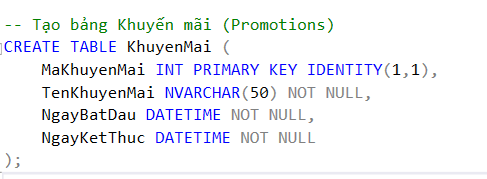 -- Tạo bảng Khuyến mãi (Promotions)
CREATE TABLE KhuyenMai (
    MaKhuyenMai INT PRIMARY KEY IDENTITY(1,1),
    TenKhuyenMai NVARCHAR(50) NOT NULL,
    NgayBatDau DATETIME NOT NULL,
    NgayKetThuc DATETIME NOT NULL
);